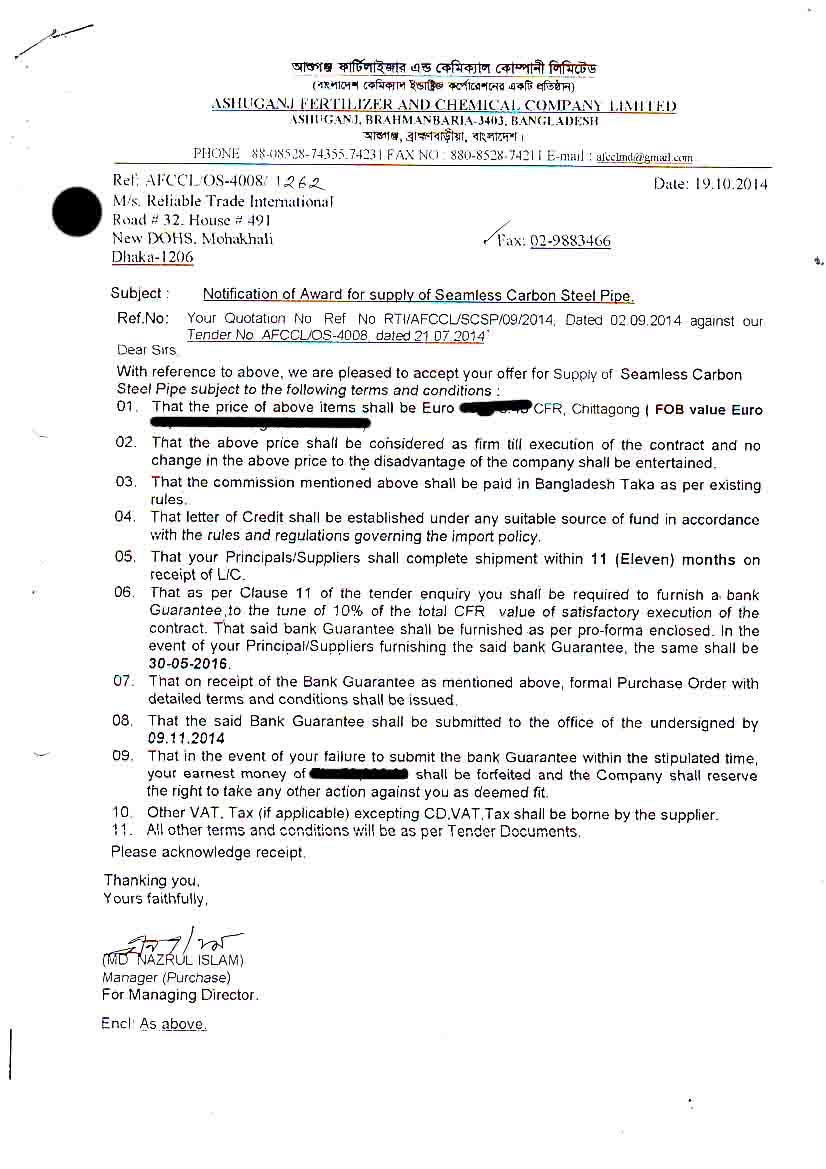 আশুগঞ্জ ফার্টিলাইজার এন্ড কেমিক্যাল কোম্পানী লিমিটেড
(বাংলাদেশ কেমিক্যাল ইন্ডাষ্ট্রিজ কর্পোরেশনের একটি প্রতিষ্ঠান)
ASHUGANJ FERTILIZER AND CHEMICAL COMPANY LIMITED
ASHUGANJ, BRAHMANBARIA-3403, BANGLADESH
আশুগঞ্জ, ব্রাহ্মণবাড়ীয়া, বাংলাদেশ।
PHONE 88-08528-74355,74231 FAX NO : 880-8528-74211 E-mail : afcclmd@gmail.com
Ref: AFCCL/OS-4008/ 1262 Date: 19.10.2014
M/s. Reliable Trade International
Road # 32, House # 491
New DOHS, Mohakhali Fax: 02-9883466
Dhaka-1206
Subject : Notification of Award for supply of Seamless Carbon Steel Pipe.
Ref.No: Your Quotation No Ref No RTI/AFCCL/SCSP/09/2014, Dated 02.09.2014 against our
Tender No AFCCL/OS-4008, dated 21.07.2014
Dear Sirs,
With reference to above, we are pleased to accept your offer for Supply of Seamless Carbon
Steel Pipe subject to the following terms and conditions :
01. That the price of above items shall be Euro CFR, Chittagong ( FOB value Euro
02. That the above price shall be considered as firm till execution of the contract and no
change in the above price to the disadvantage of the company shall be entertained.
03. That the commission mentioned above shall be paid in Bangladesh Taka as per existing
rules.
04. That letter of Credit shall be established under any suitable source of fund in accordance
with the rules and regulations governing the import policy.
05. That your Principals/Suppliers shall complete shipment within 11 (Eleven) months on
receipt of L/C.
06. That as per Clause 11 of the tender enquiry you shall be required to furnish a bank
Guarantee to the tune of 10% of the total CFR value of satisfactory execution of the
contract. That said bank Guarantee shall be furnished as per pro-forma enclosed. In the
event of your Principal/Suppliers furnishing the said bank Guarantee, the same shall be
30-05-2016.
07. That on receipt of the Bank Guarantee as mentioned above, formal Purchase Order with
detailed terms and conditions shall be issued.
08. That the said Bank Guarantee shall be submitted to the office of the undersigned by
09.11.2014
09. That in the event of your failure to submit the bank Guarantee within the stipulated time,
your earnest money of shall be forfeited and the Company shall reserve
the right to take any other action against you as deemed fit.
10. Other VAT, Tax (if applicable) excepting CD,VAT,Tax shall be borne by the supplier.
11. All other terms and conditions will be as per Tender Documents.
Please acknowledge receipt.
Thanking you,
Yours faithfully,
(MD NAZRUL ISLAM)
Manager (Purchase)
For Managing Director.
Encl: As above.